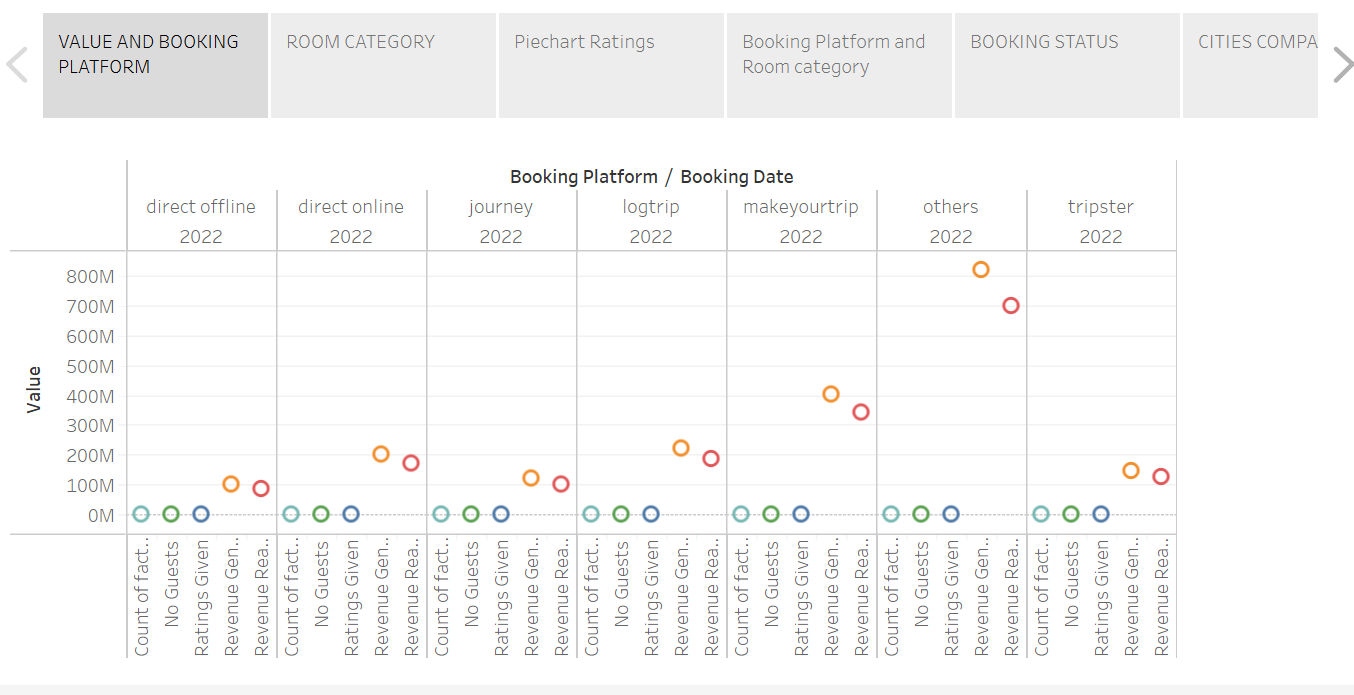 VALUE AND BOOKING
PLATFORM
ROOM CATEGORY
Piechart Ratings
Booking Platform and
Room category
BOOKING STATUS
CITIES COMPA
Booking Platform / Booking Date
direct offline
direct online
journey
logtrip
makeyourtrip
others
tripster
2022
2022
2022
2022
2022
2022
2022
Value
800M
700M
600M
500M
400M
300M
200M
100M
0M
Count of fact..
No Guests
Ratings Given
Revenue Gen..
Revenue Rea..
Count of fact..
No Guests
Ratings Given
Revenue Gen..
Revenue Rea..
Count of fact..
No Guests
Ratings Given
Revenue Gen..
Revenue Rea..
Count of fact..
No Guests
Ratings Given
Revenue Gen..
Revenue Rea..
Count of fact..
No Guests
Ratings Given
Revenue Gen..
Revenue Rea..
Count of fact..
No Guests
Ratings Given
Revenue Gen..
Revenue Rea..
Count of fact..
No Guests
Ratings Given
Revenue Gen..
Revenue Rea..